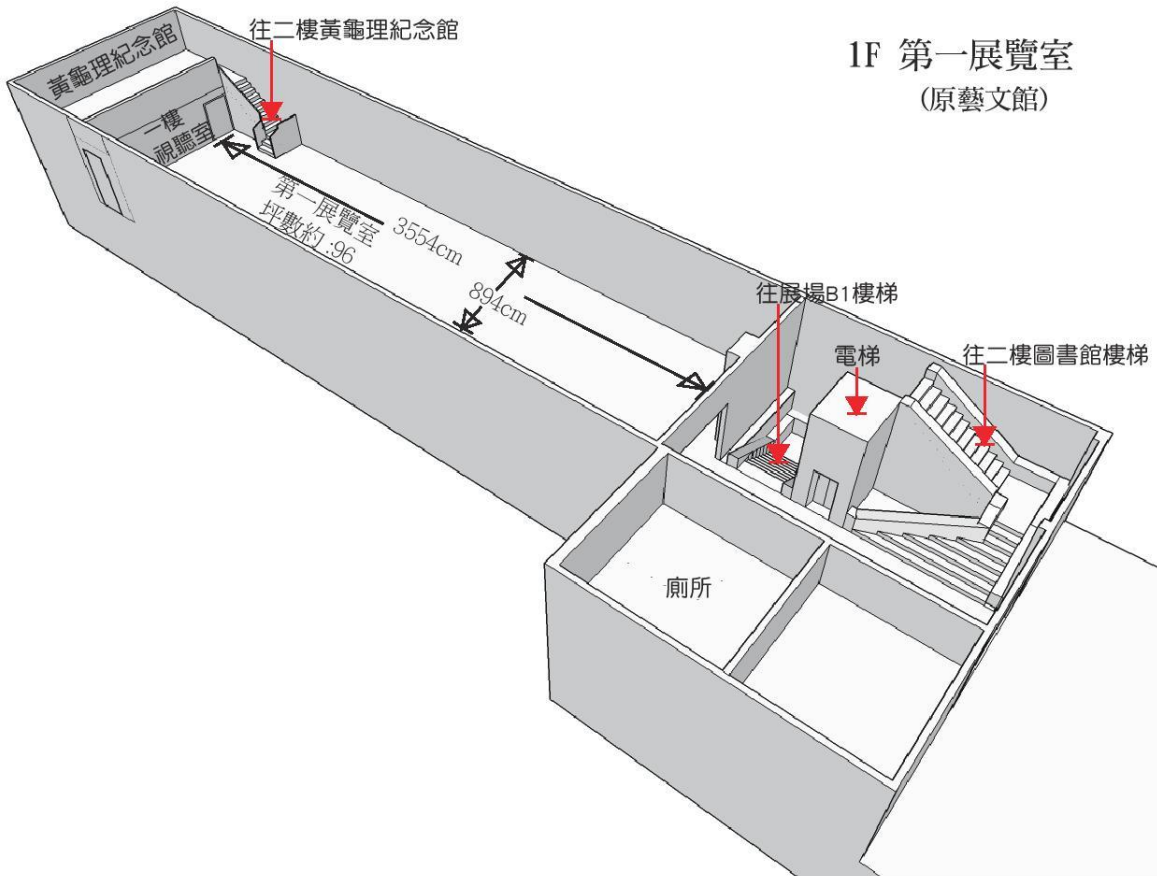 往二樓黃龜理紀念館
1F 第一展覽室
(原藝文館)
黃龜理紀念館
一樓
視聽室
第一展覽室
坪數約:96
3554cm
894cm
往展場B1樓梯
電梯
往二樓圖書館樓梯
廁所